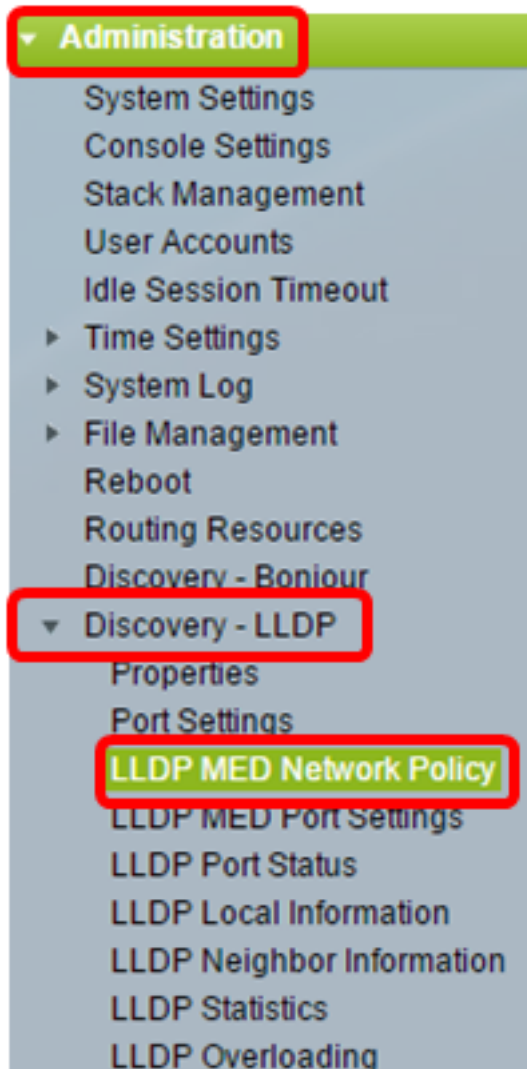 Administration
System Settings
Console Settings
Stack Management
User Accounts
Idle Session Timeout
Time Settings
System Log
File Management
Reboot
Routing Resources
Discovery - Bonjour
Discovery - LLDP
Properties
Port Settings
LLDP MED Network Policy
LLDP MED Port Settings
LLDP Port Status
LLDP Local Information
LLDP Neighbor Information
LLDP Statistics
LLDP Overloading